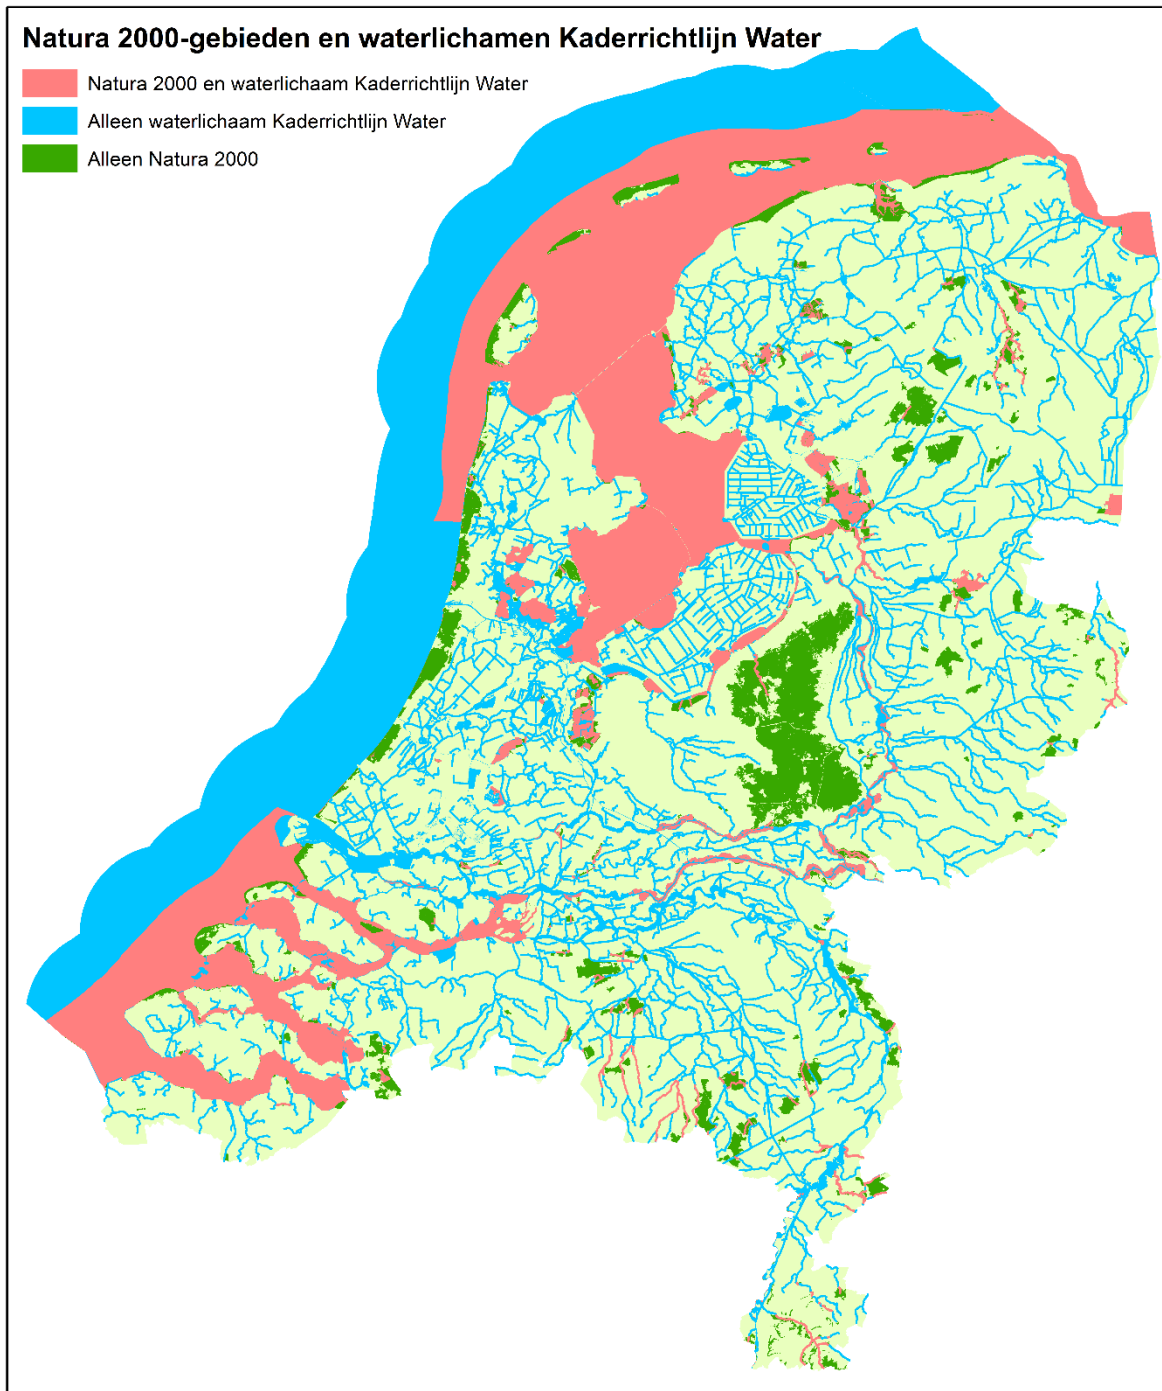 Natura 2000-gebieden en waterlichamen Kaderrichtlijn Water
Natura 2000 en waterlichaam Kaderrichtlijn Water
Alleen waterlichaam Kaderrichtlijn Water
Alleen Natura 2000